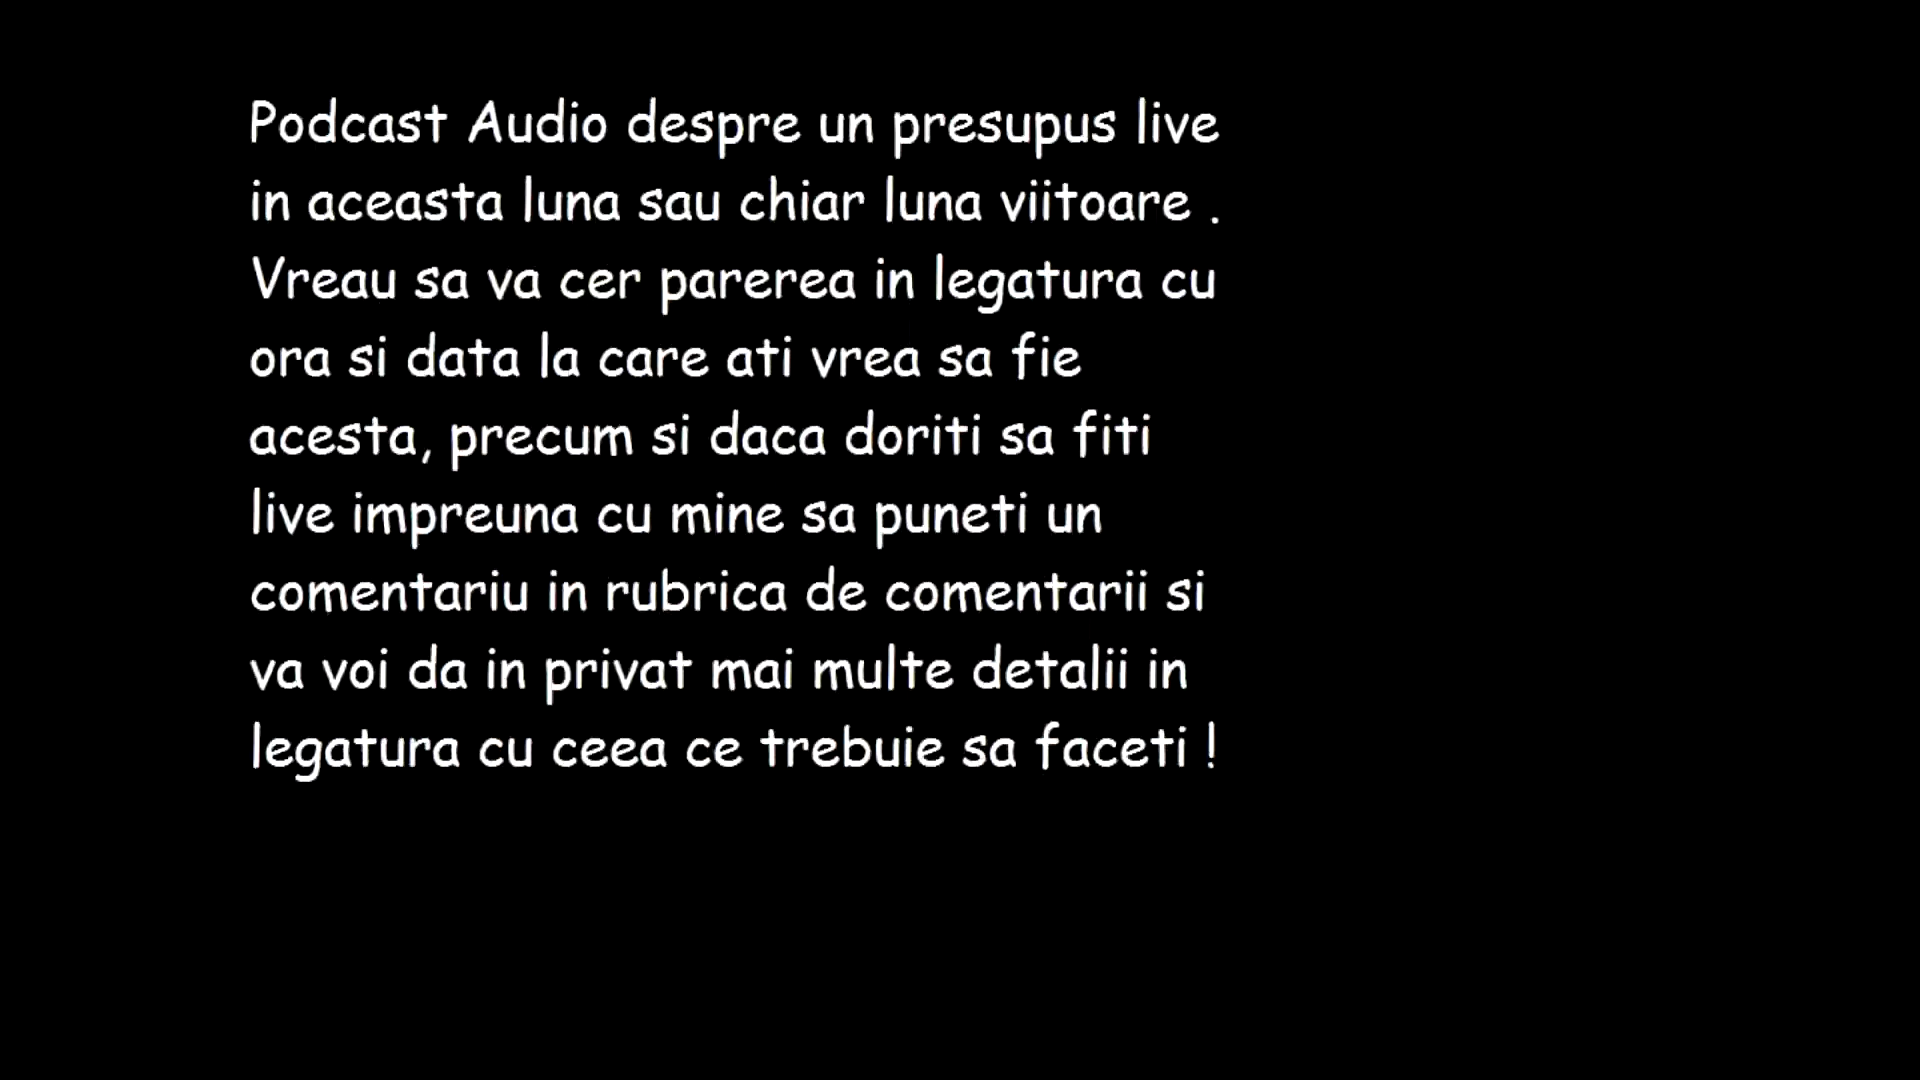 Podcast Audio despre un presupus live
in aceasta luna sau chiar luna viitoare .
Vreau sa va cer parerea in legatura cu
ora si data la care ati vrea sa fie
acesta, precum si daca doriti sa fiti
live impreuna cu mine sa puneti un
comentariu in rubrica de comentarii si
va voi da in privat mai multe detalii in
legatura cu ceea ce trebuie sa faceti !